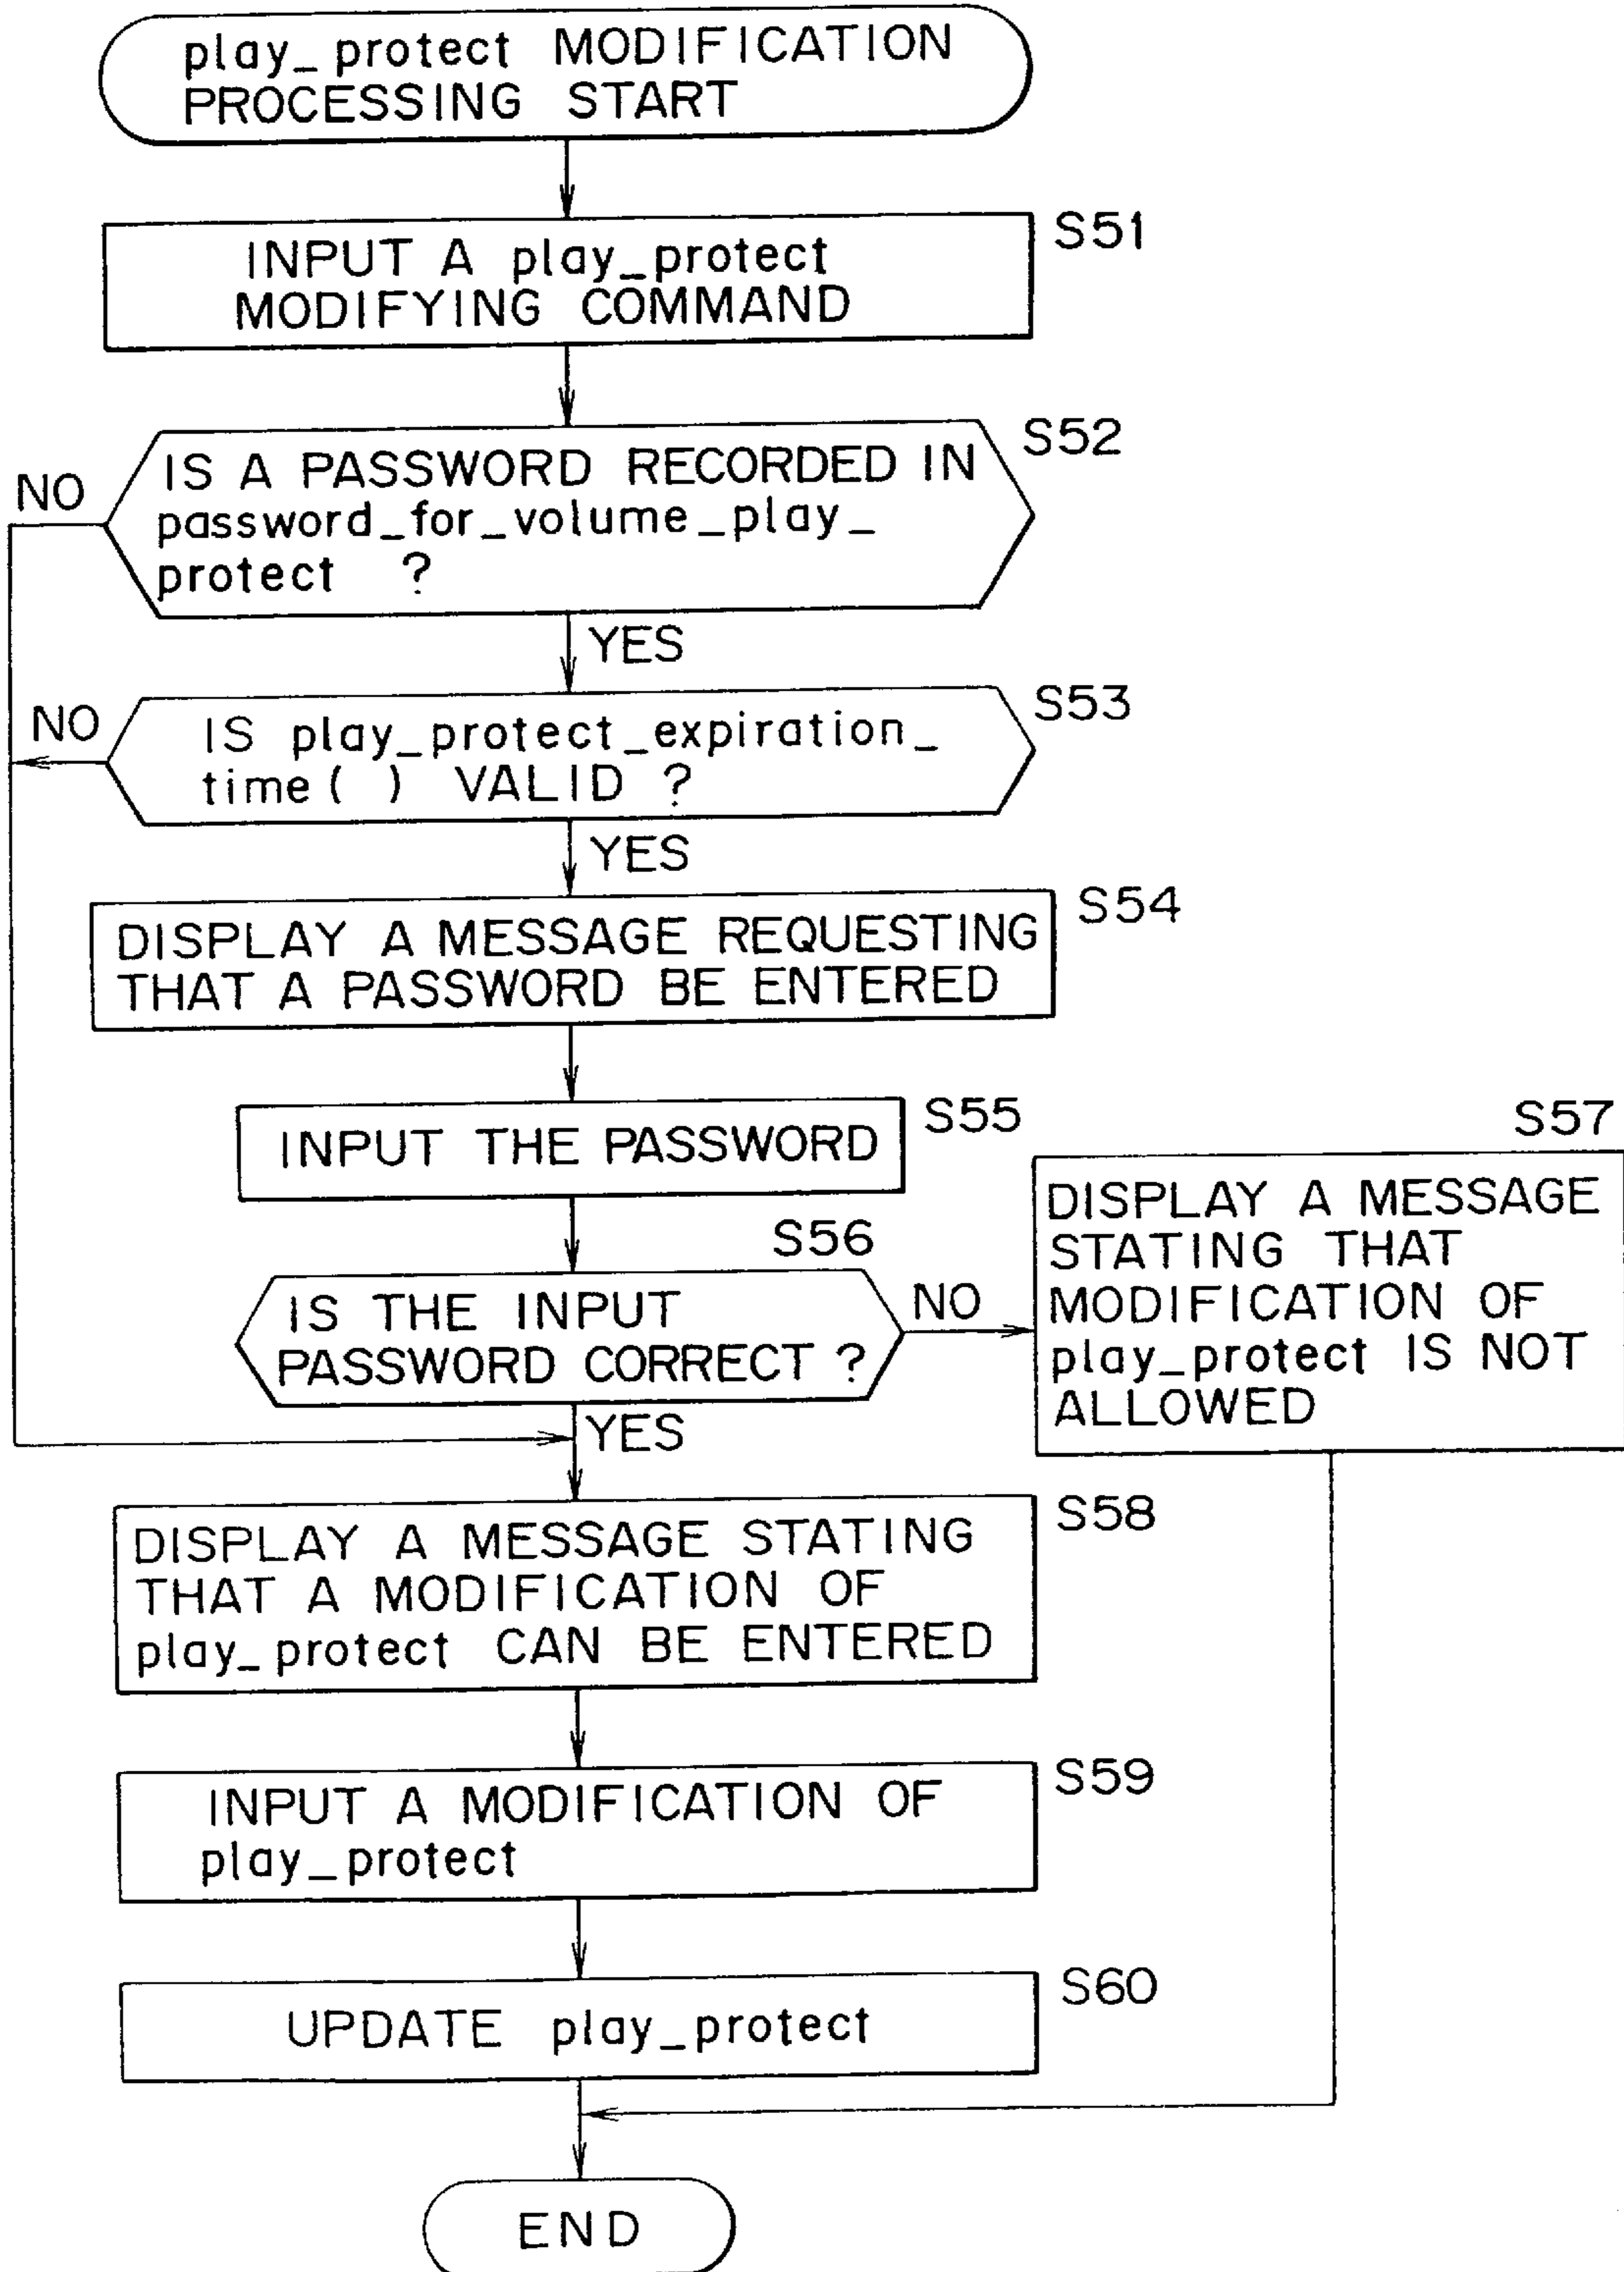 play_protect MODIFICATION
PROCESSING START
S51
INPUT A play_protect
MODIFYING COMMAND
S52
NO
IS A PASSWORD RECORDED IN
password_for_volume_play_
protect ?
YES
S53
NO
IS play_protect_expiration_
time( ) VALID ?
YES
S54
DISPLAY A MESSAGE REQUESTING
THAT A PASSWORD BE ENTERED
S55
INPUT THE PASSWORD
S56
IS THE INPUT
PASSWORD CORRECT ?
NO
S57
DISPLAY A MESSAGE
STATING THAT
MODIFICATION OF
play_protect IS NOT
ALLOWED
YES
S58
DISPLAY A MESSAGE STATING
THAT A MODIFICATION OF
play_protect CAN BE ENTERED
S59
INPUT A MODIFICATION OF
play_protect
S60
UPDATE play_protect
END